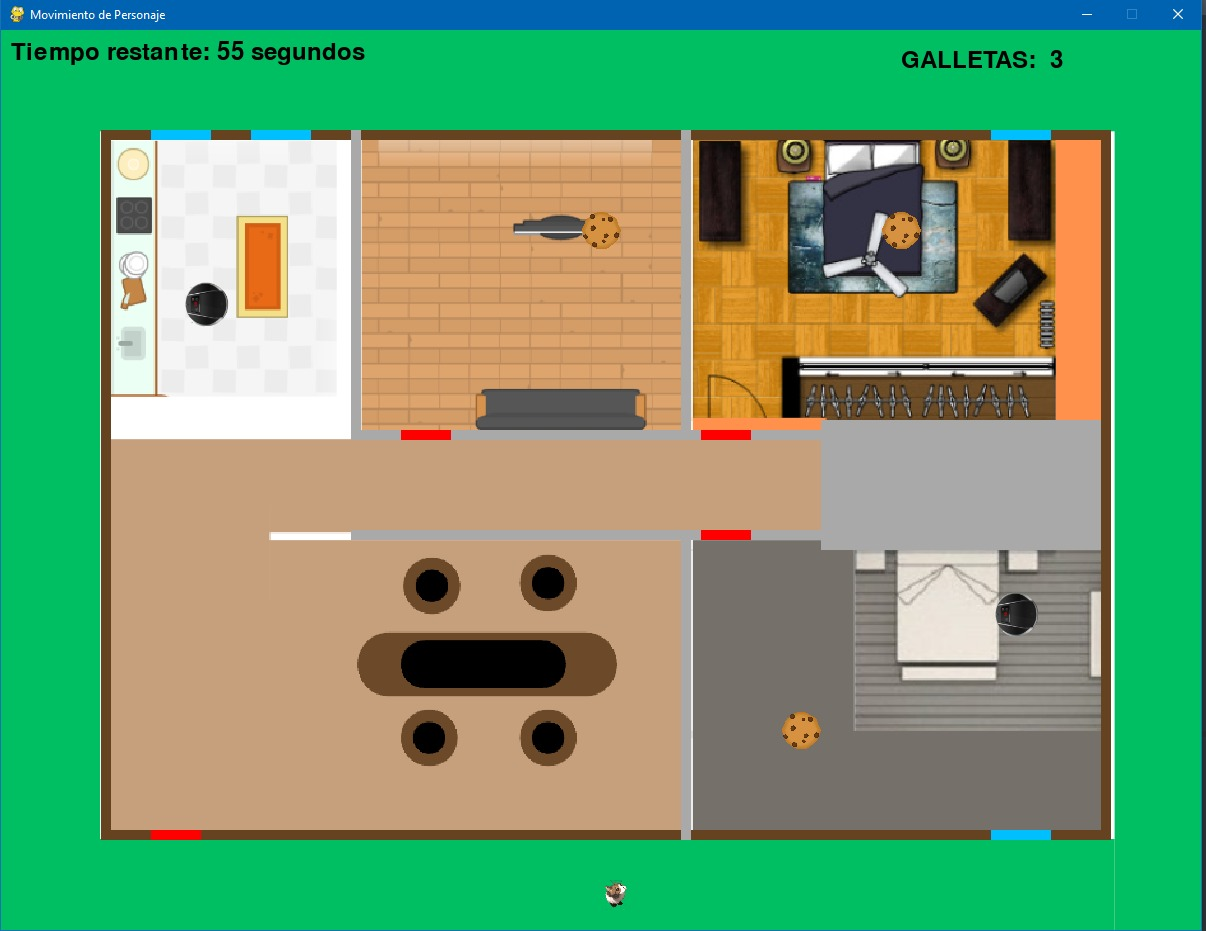 Movimiento de Personaje
Tiempo restante: 55 segundos
GALLETAS: 3